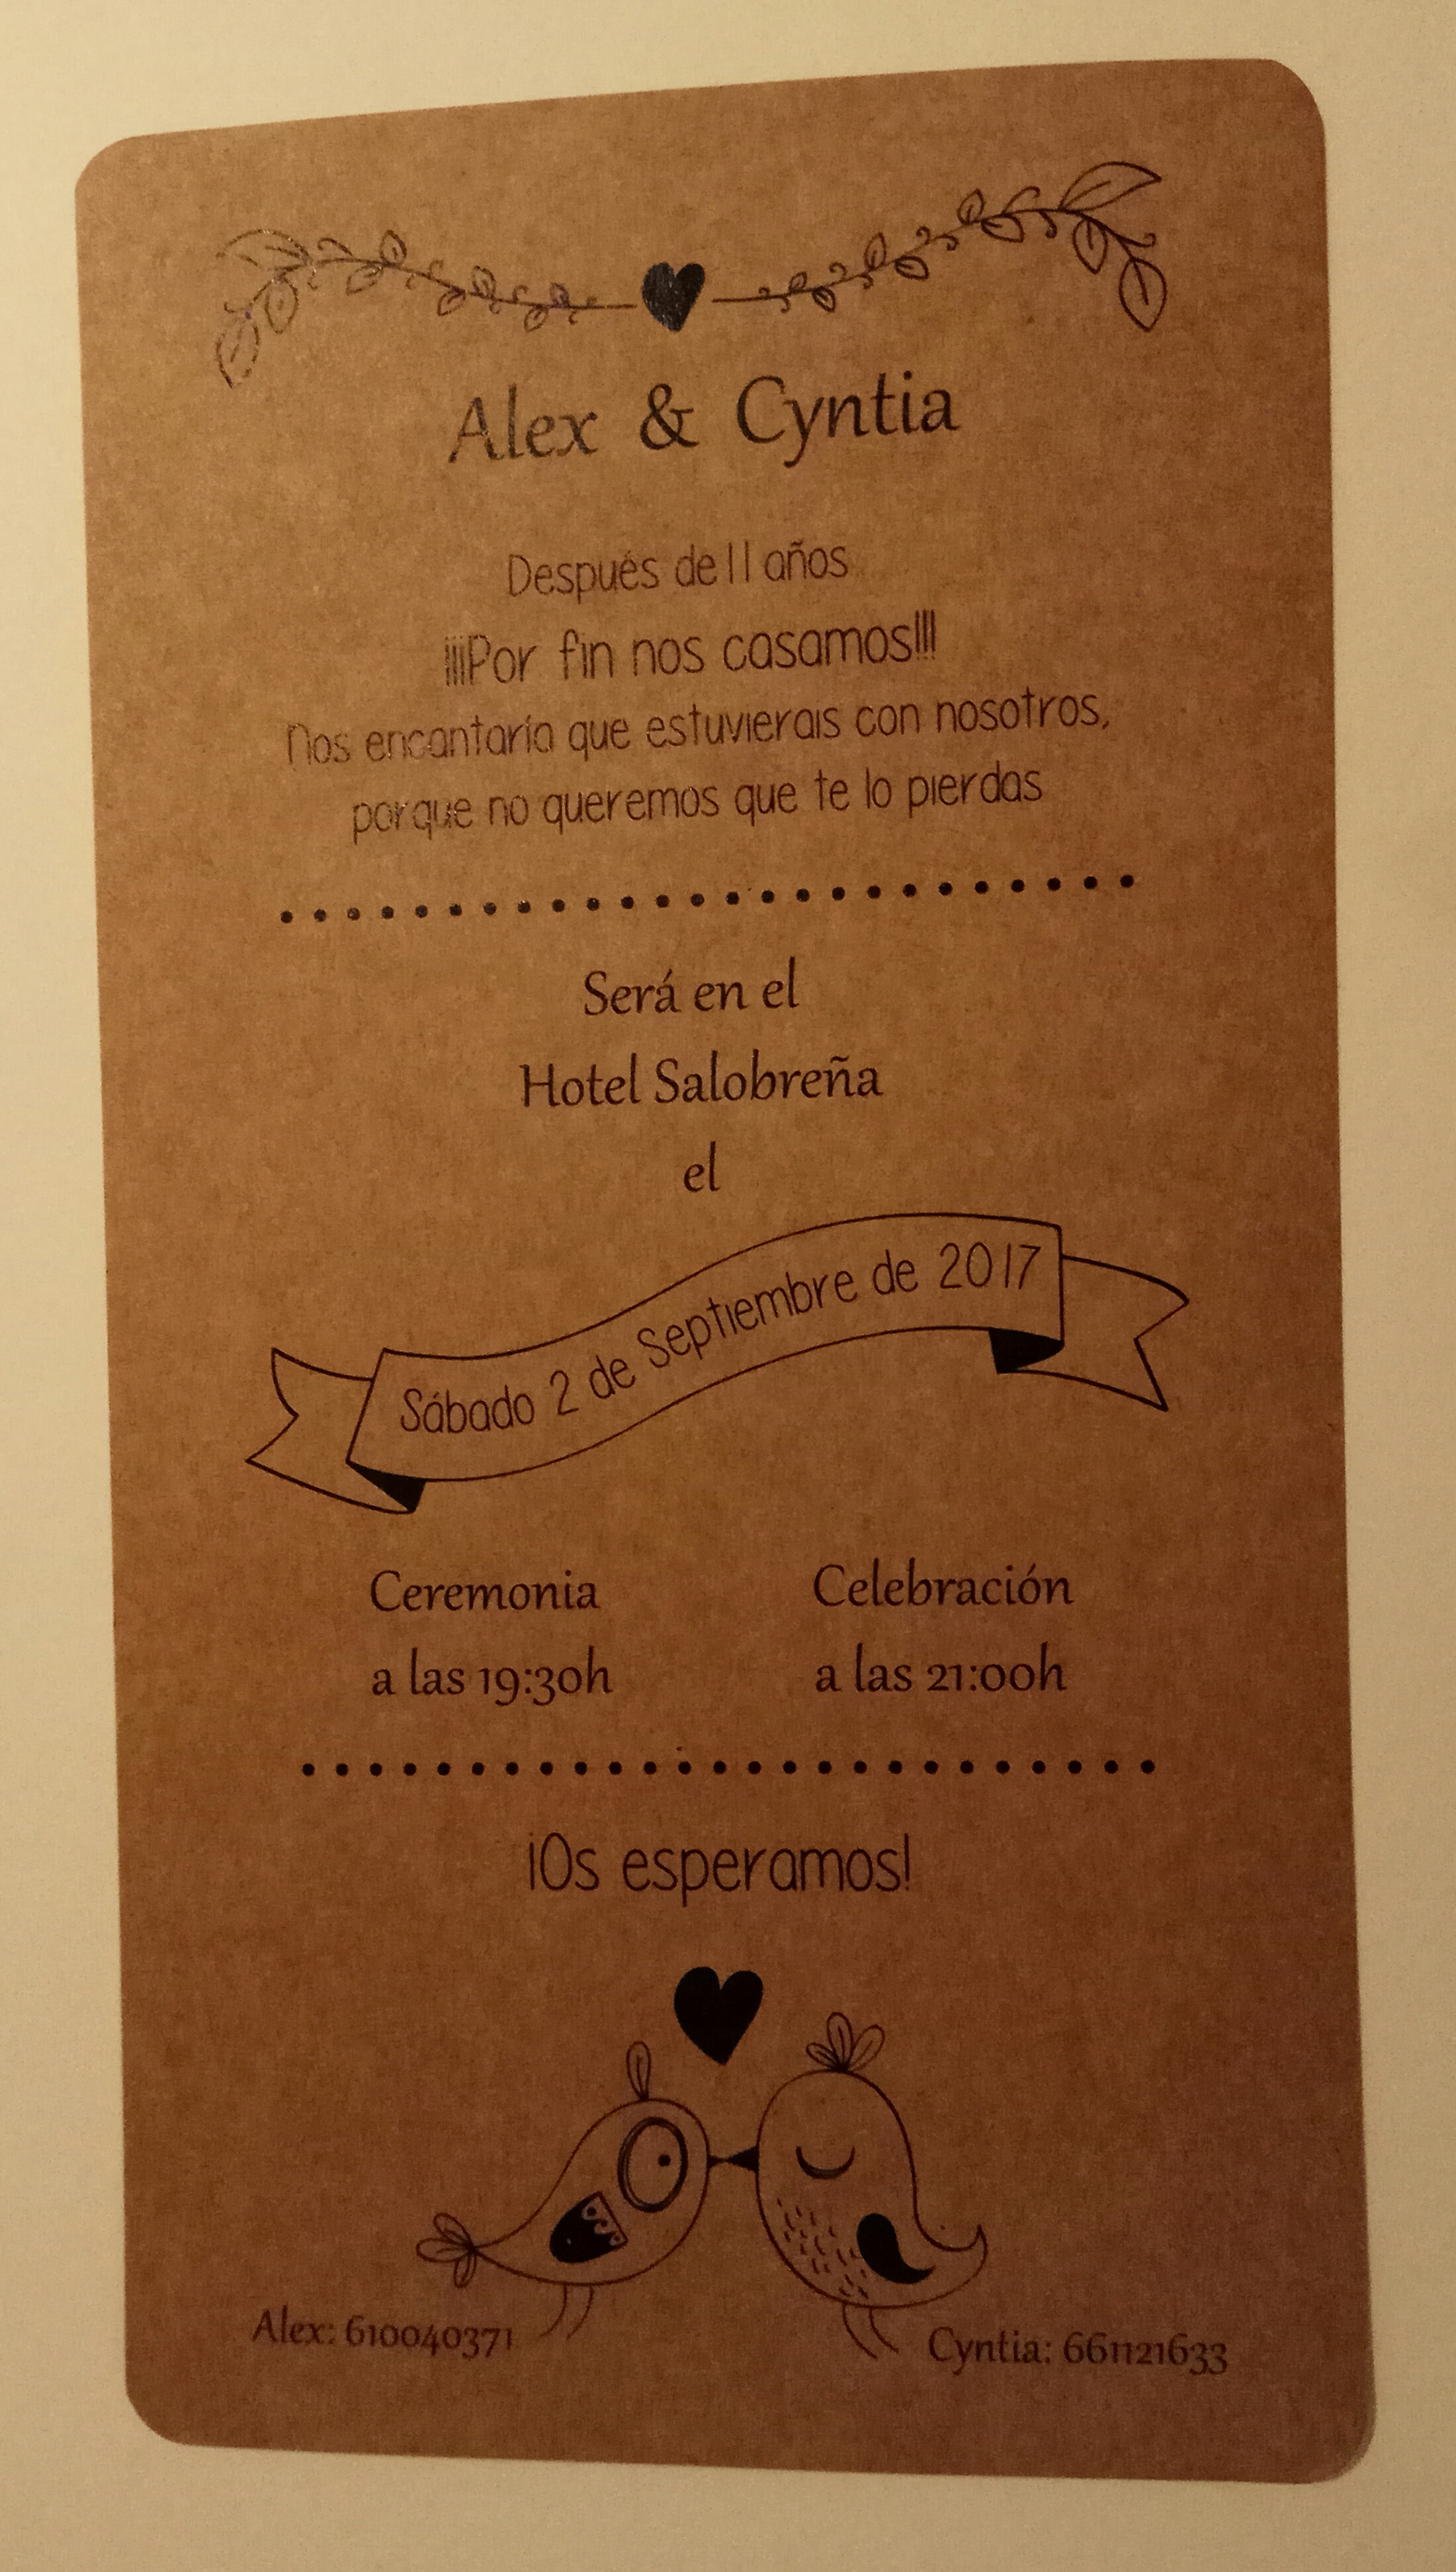 Alex & Cyntia
Después de 11 años
¡¡¡Por fin nos casamos!!!
Nos encantaría que estuvierais con nosotros,
porque no queremos que te lo pierdas
Será en el
Hotel Salobreña
el
Sábado 2 de Septiembre de 2017
Ceremonia
a las 19:30h
Celebración
a las 21:00h
¡Os esperamos!
Alex: 610040371
Cyntia: 661121633